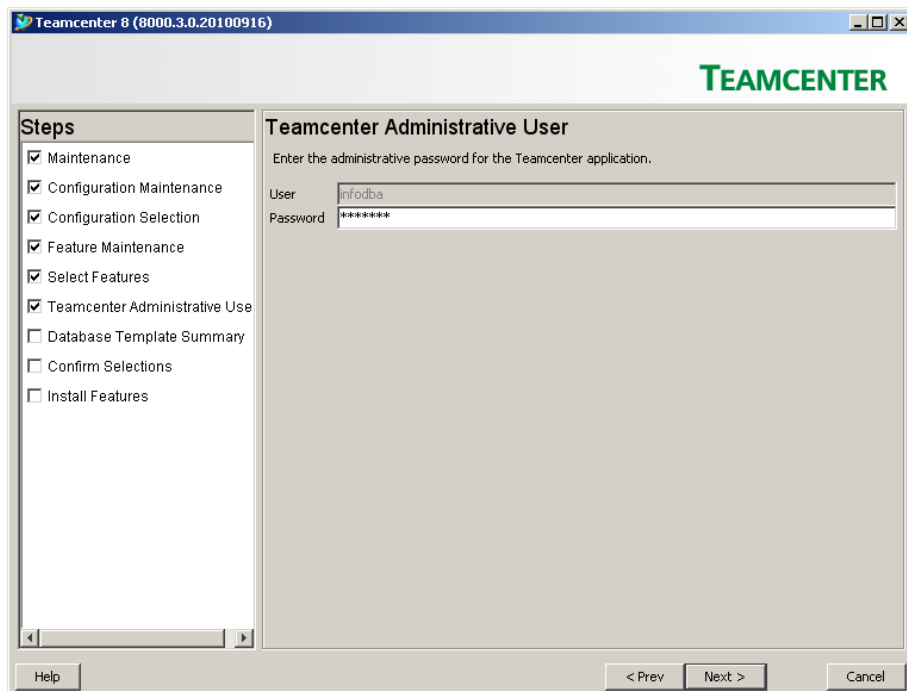 Teamcenter 8 (8000.3.0.20100916)
TEAMCENTER
Steps
Maintenance
Configuration Maintenance
Configuration Selection
Feature Maintenance
Select Features
Teamcenter Administrative Use
Database Template Summary
Confirm Selections
Install Features
Teamcenter Administrative User
Enter the administrative password for the Teamcenter application.
User infodba
Password *******
Help
< Prev
Next >
Cancel